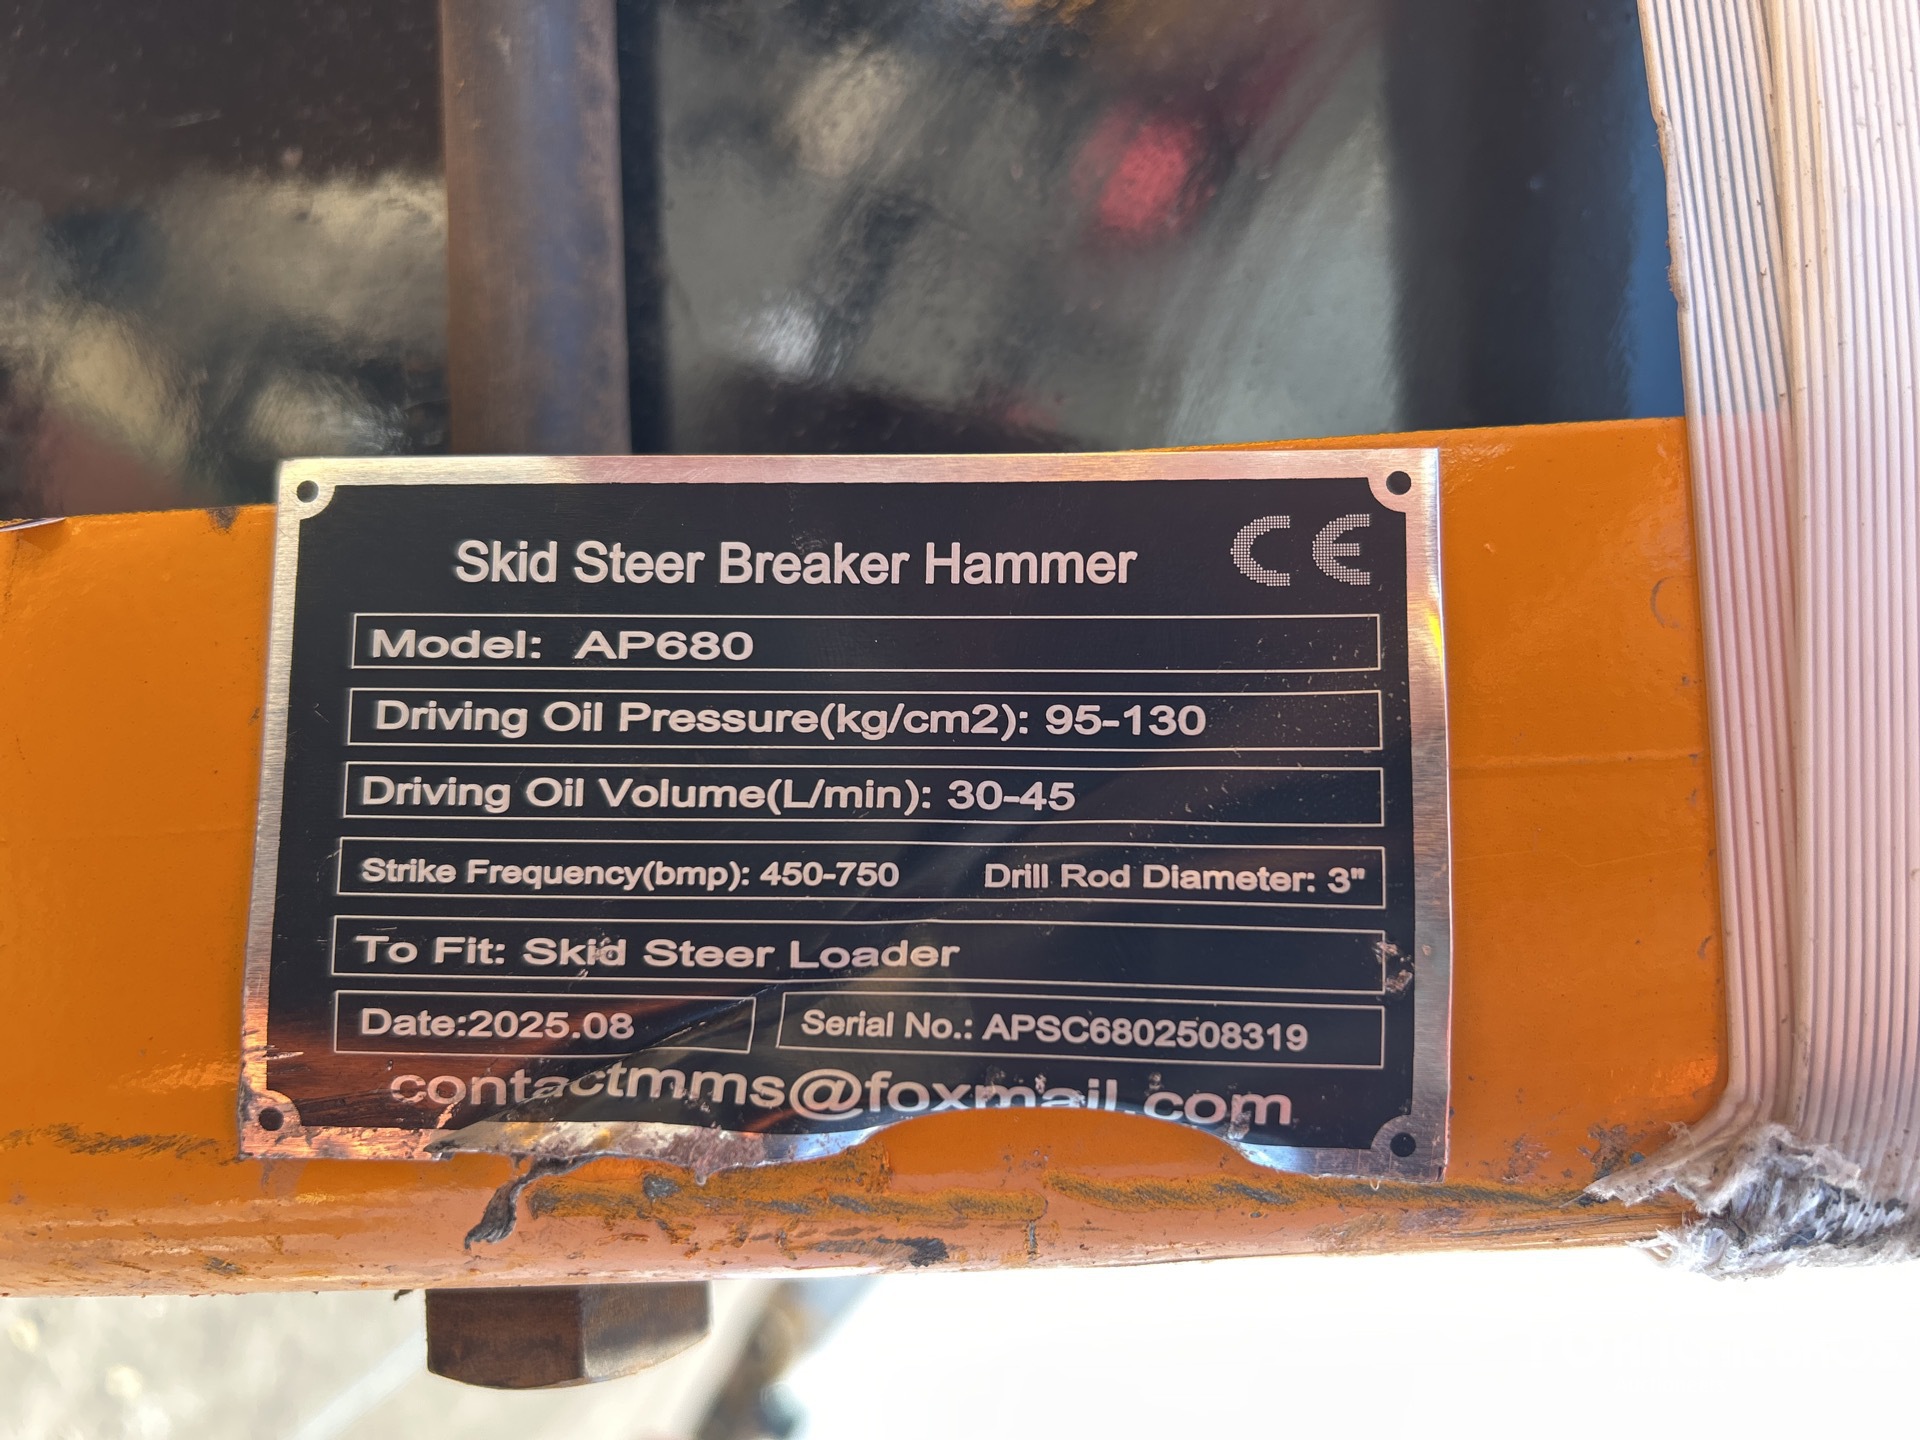 Skid Steer Breaker Hammer CE
Model: AP680
Driving Oil Pressure(kg/cm2): 95-130
Driving Oil Volume(L/min): 30-45
Strike Frequency(bmp): 450-750 Drill Rod Diameter: 3"
To Fit: Skid Steer Loader
Date:2025.08 Serial No.: APSC6802508319
contactmms@foxmail.com